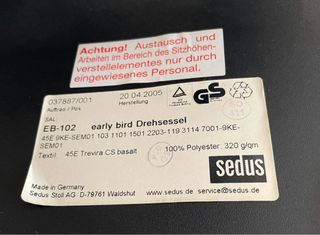 Achtung! Austausch und
Arbeiten im Bereich des Sitzhöhen-
verstellelementes nur durch
eingewiesenes Personal.
037887/001 20.04.2005
Auftrag / Pos. Herstellung
SAL
EB-102 early bird Drehsessel
45E 9KE-SEM01 103 1101 1501 2203-119 3114 7001-9KE-
SEM01
Textil 45E Trevira CS basalt 100% Polyester, 320 g/qm
GS
sedus
Made in Germany
Sedus Stoll AG D-79761 Waldshut www.sedus.de service@sedus.de